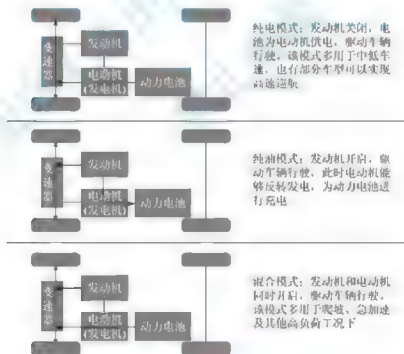 变速器
发动机
电动机
(发电机)
动力电池
纯电模式：发动机关闭，电
池为电动机供电，驱动车辆
行驶。该模式多用于中低车
速，也有部分车型可以实现
高速巡航
变速器
发动机
电动机
(发电机)
动力电池
纯油模式：发动机开启，驱
动车辆行驶，此时电动机能
够反转发电，为动力电池进
行充电
变速器
发动机
电动机
(发电机)
动力电池
混合模式：发动机和电动机
同时开启，驱动车辆行驶。
该模式多用于爬坡、急加速
及其他高负荷工况下